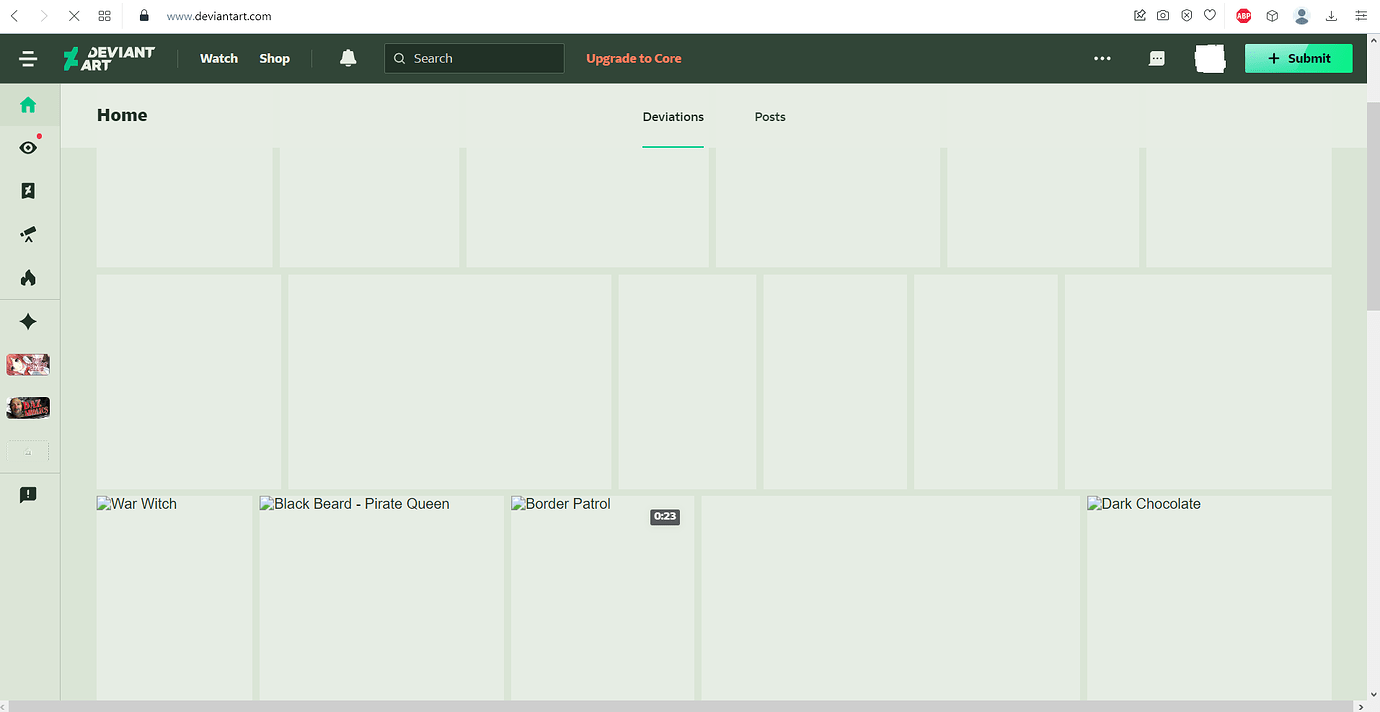 www.deviantart.com
ABP
DEVIANT
ART
Watch
Shop
Search
Upgrade to Core
+ Submit
Home
Deviations
Posts
War Witch
Black Beard - Pirate Queen
Border Patrol
0:23
Dark Chocolate